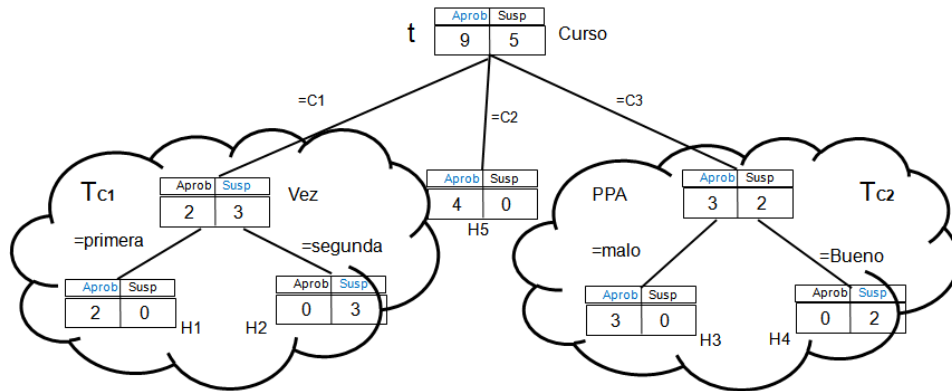 Aprob Susp
t 9 5 Curso
=C1
=C2
=C3
TC1 Aprob Susp Vez
2 3
Aprob Susp
4 0
H5
PPA Aprob Susp TC2
3 2
=primera
=segunda
=malo
=Bueno
Aprob Susp
2 0
H1
Aprob Susp
0 3
H2
Aprob Susp
3 0
H3
Aprob Susp
0 2
H4